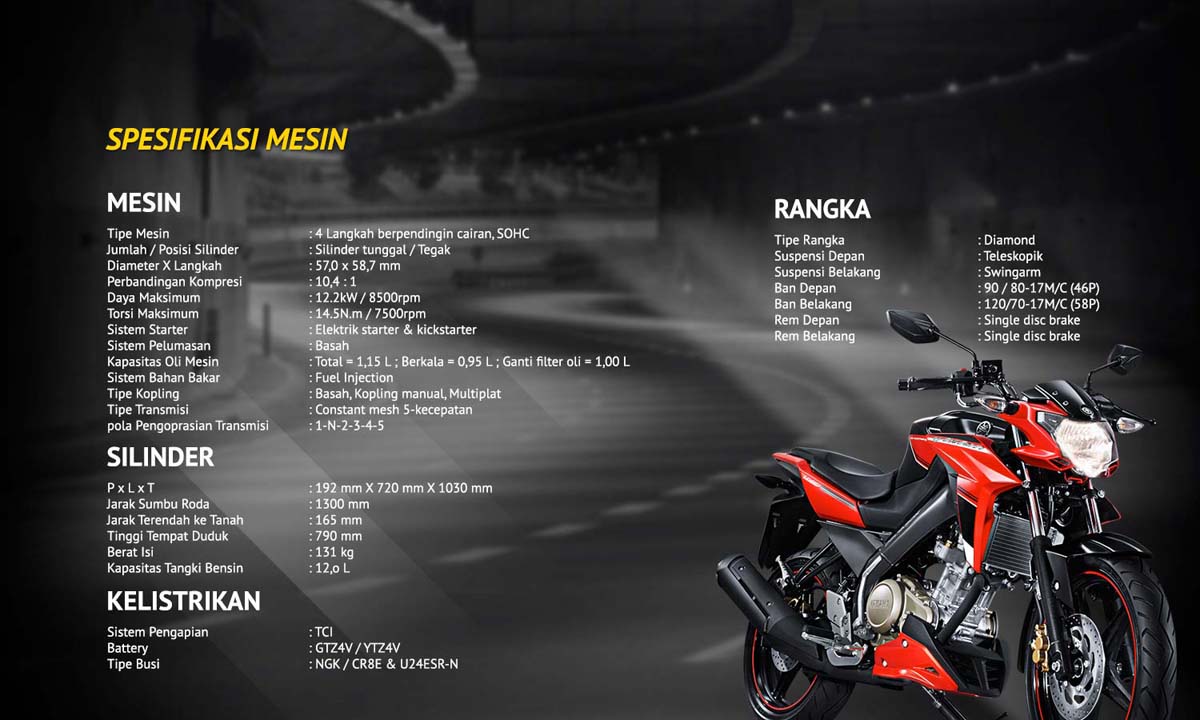 SPESIFIKASI MESIN
MESIN
Tipe Mesin : 4 Langkah berpendingin cairan, SOHC
Jumlah / Posisi Silinder : Silinder tunggal / Tegak
Diameter X Langkah : 57,0 x 58,7 mm
Perbandingan Kompresi : 10,4 : 1
Daya Maksimum : 12.2kW / 8500rpm
Torsi Maksimum : 14.5N.m / 7500rpm
Sistem Starter : Elektrik starter & kickstarter
Sistem Pelumasan : Basah
Kapasitas Oli Mesin : Total = 1,15 L ; Berkala = 0,95 L ; Ganti filter oli = 1,00 L
Sistem Bahan Bakar : Fuel Injection
Tipe Kopling : Basah, Kopling manual, Multiplat
Tipe Transmisi : Constant mesh 5-kecepatan
pola Pengoprasian Transmisi : 1-N-2-3-4-5
SILINDER
P x L x T : 192 mm X 720 mm X 1030 mm
Jarak Sumbu Roda : 1300 mm
Jarak Terendah ke Tanah : 165 mm
Tinggi Tempat Duduk : 790 mm
Berat Isi : 131 kg
Kapasitas Tangki Bensin : 12,o L
KELISTRIKAN
Sistem Pengapian : TCI
Battery : GTZ4V / YTZ4V
Tipe Busi : NGK / CR8E & U24ESR-N
RANGKA
Tipe Rangka : Diamond
Suspensi Depan : Teleskopik
Suspensi Belakang : Swingarm
Ban Depan : 90 / 80-17M/C (46P)
Ban Belakang : 120/70-17M/C (58P)
Rem Depan : Single disc brake
Rem Belakang : Single disc brake